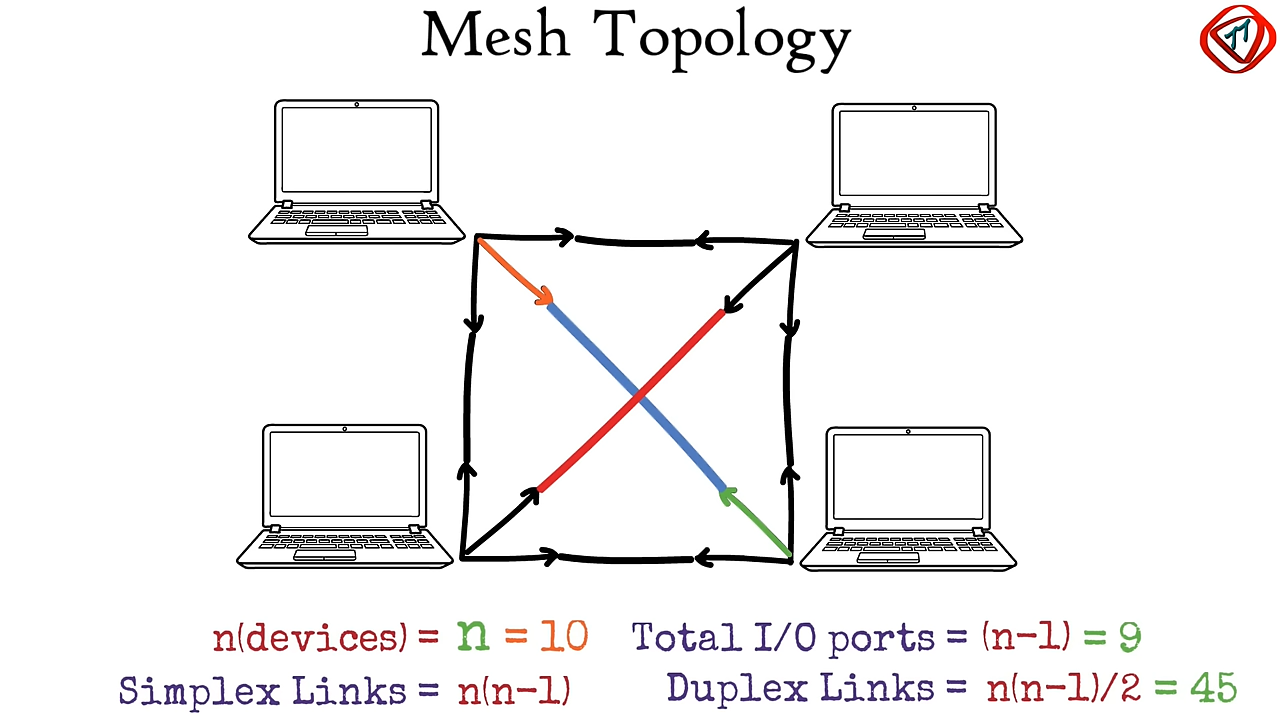 Mesh Topology
n(devices) = n = 10
Total I/O ports = (n-1) = 9
Simplex Links = n(n-1)
Duplex Links = n(n-1)/2 = 45